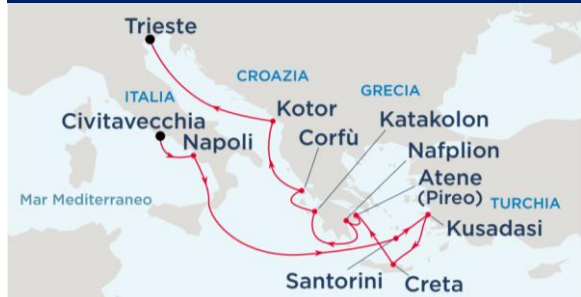 Trieste
CROAZIA
GRECIA
ITALIA
Kotor
Katakolon
Civitavecchia
Corfù
Napoli
Nafplion
Atene
(Pireo)
Mar Mediterraneo
TURCHIA
Kusadasi
Santorini
Creta